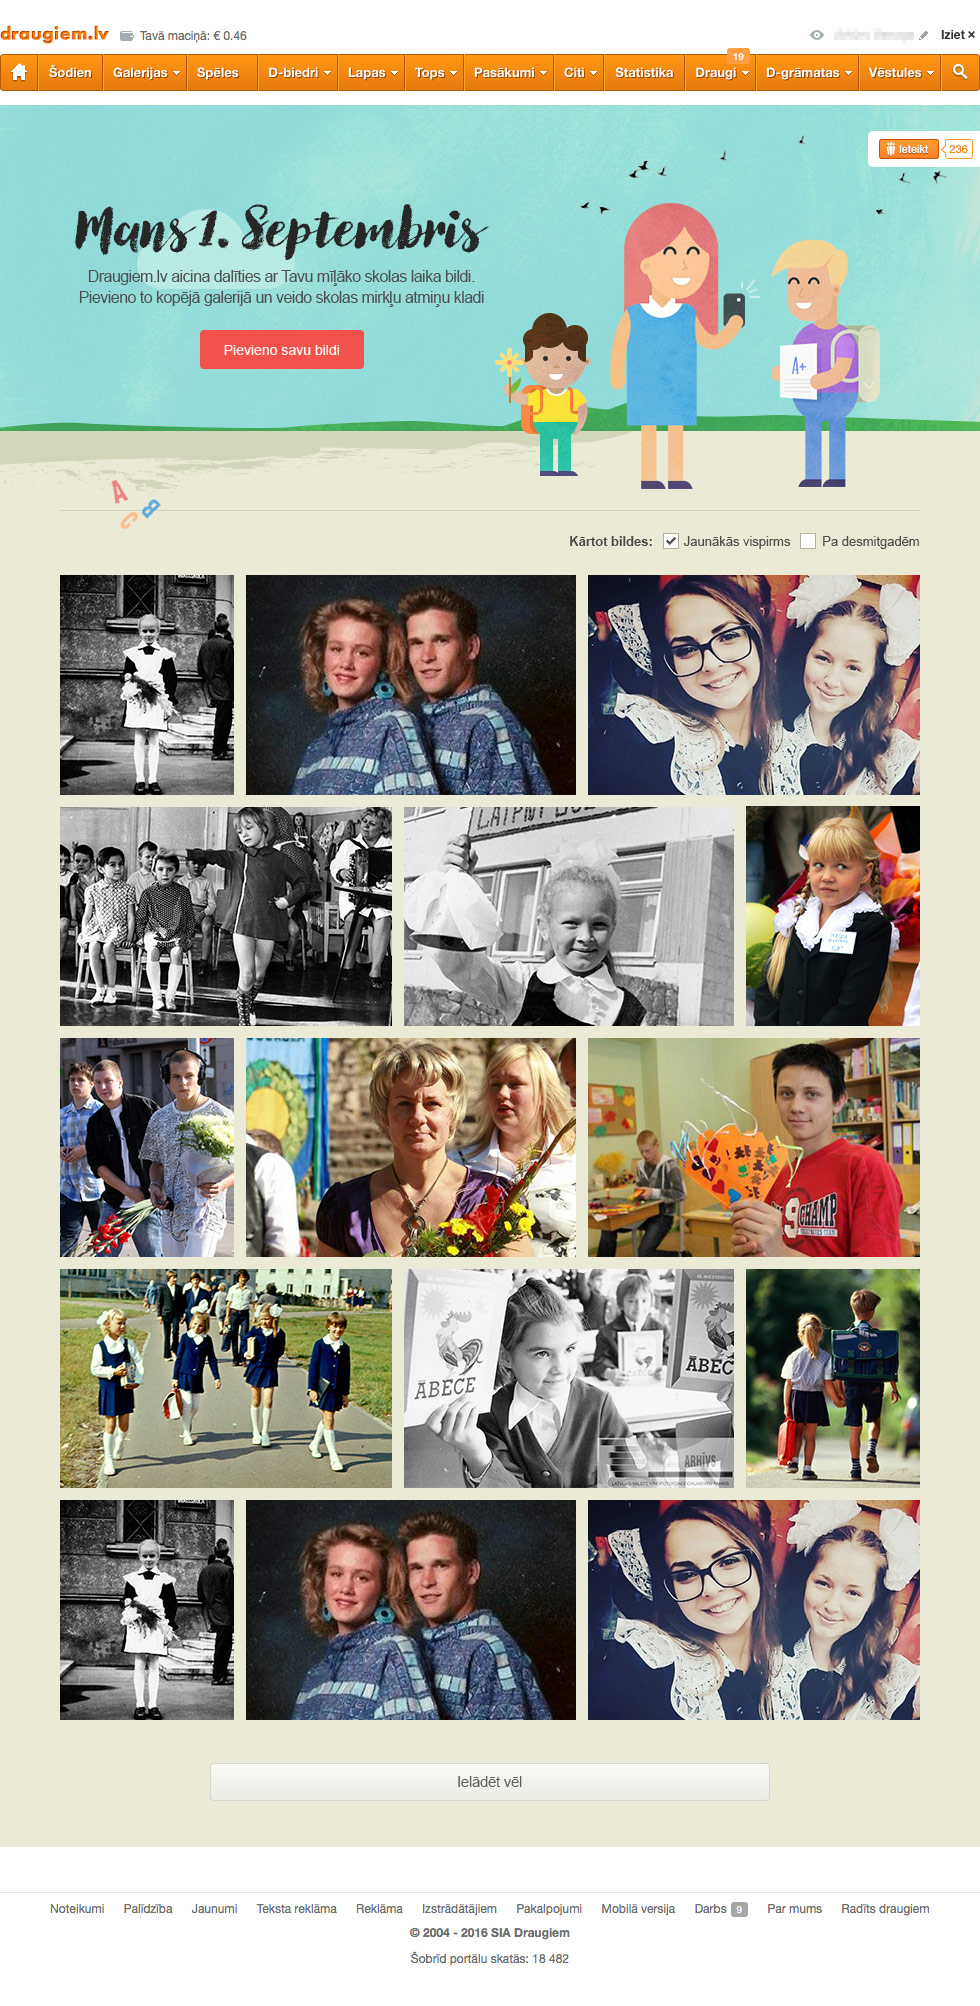 draugiem.lv
Tavā maciņā: € 0.46
Iziet ×
19
Šodien Galerijas Spēles D-biedri Lapas Tops Pasākumi Citi Statistika Draugi D-grāmatas Vēstules
Ieteikt 236
Mans 1. Septembris
Draugiem.lv aicina dalīties ar Tavu mīļāko skolas laika bildi.
Pievieno to kopējā galerijā un veido skolas mirkļu atmiņu kladi
Pievieno savu bildi
A+
A
B
C
Kārtot bildes: Jaunākās vispirms Pa desmitgadēm
CHAMP
9
ĀBECE
ĀBECE
ARHĪVS
Ielādēt vēl
Noteikumi Palīdzība Jaunumi Teksta reklāma Reklāma Izstrādātājiem Pakalpojumi Mobilā versija Darbs 9 Par mums Radīts draugiem
© 2004 - 2016 SIA Draugiem
Šobrīd portālu skatās: 18 482